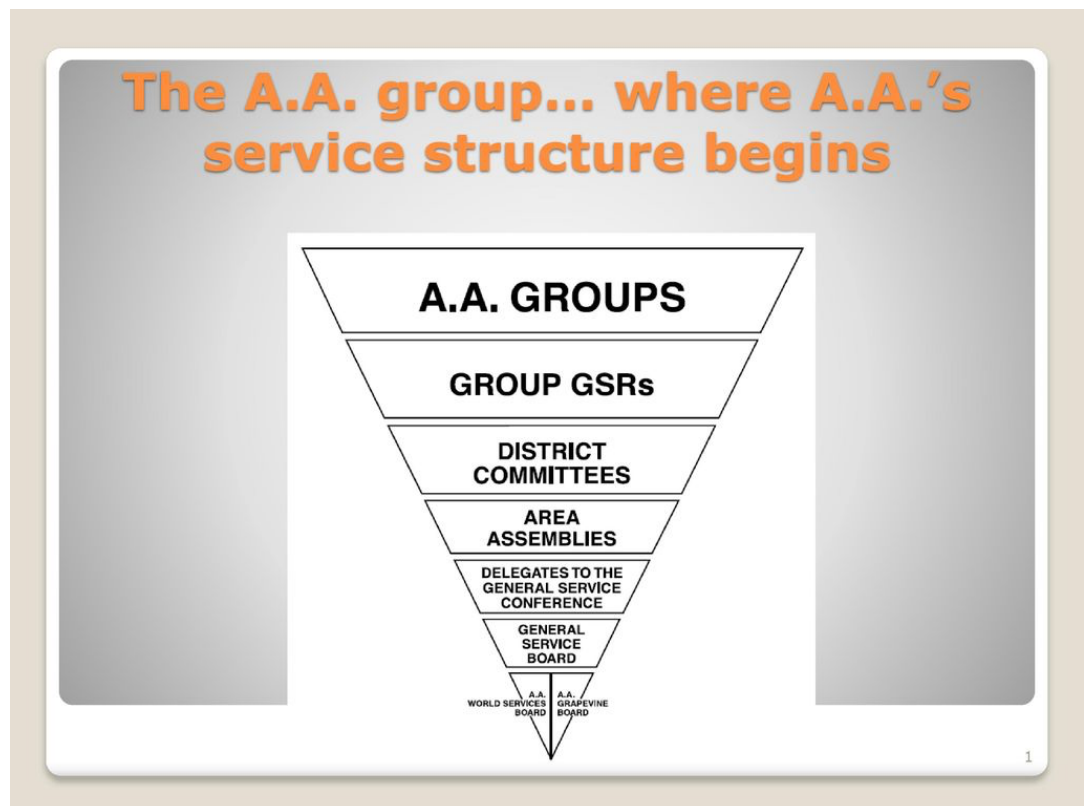 The A.A. group... where A.A.’s
service structure begins
A.A. GROUPS
GROUP GSRs
DISTRICT
COMMITTEES
AREA
ASSEMBLIES
DELEGATES TO THE
GENERAL SERVICE
CONFERENCE
GENERAL
SERVICE
BOARD
A.A.
WORLD SERVICES
BOARD
A.A.
GRAPEVINE
BOARD
1